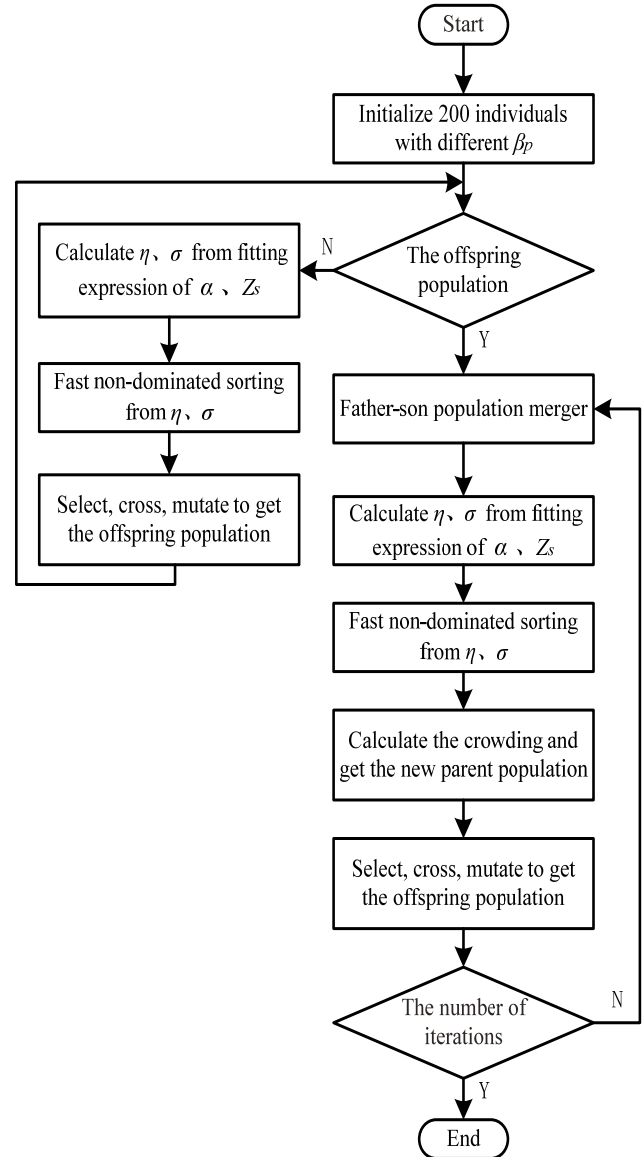 Start
Initialize 200 individuals
with different βp
The offspring
population
N
Y
Calculate η、σ from fitting
expression of α 、Zs
Fast non-dominated sorting
from η、σ
Select, cross, mutate to get
the offspring population
Father-son population merger
Calculate η、σ from fitting
expression of α 、Zs
Fast non-dominated sorting
from η、σ
Calculate the crowding and
get the new parent population
Select, cross, mutate to get
the offspring population
The number of
iterations
N
Y
End